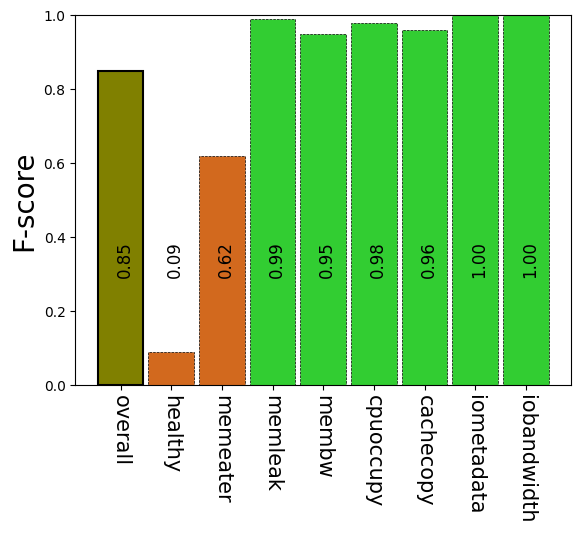 F-score
1.0
0.8
0.6
0.4
0.2
0.0
0.85
0.09
0.62
0.99
0.95
0.98
0.96
1.00
1.00
overall
healthy
memeater
memleak
membw
cpuoccupy
cachecopy
iometadata
iobandwidth